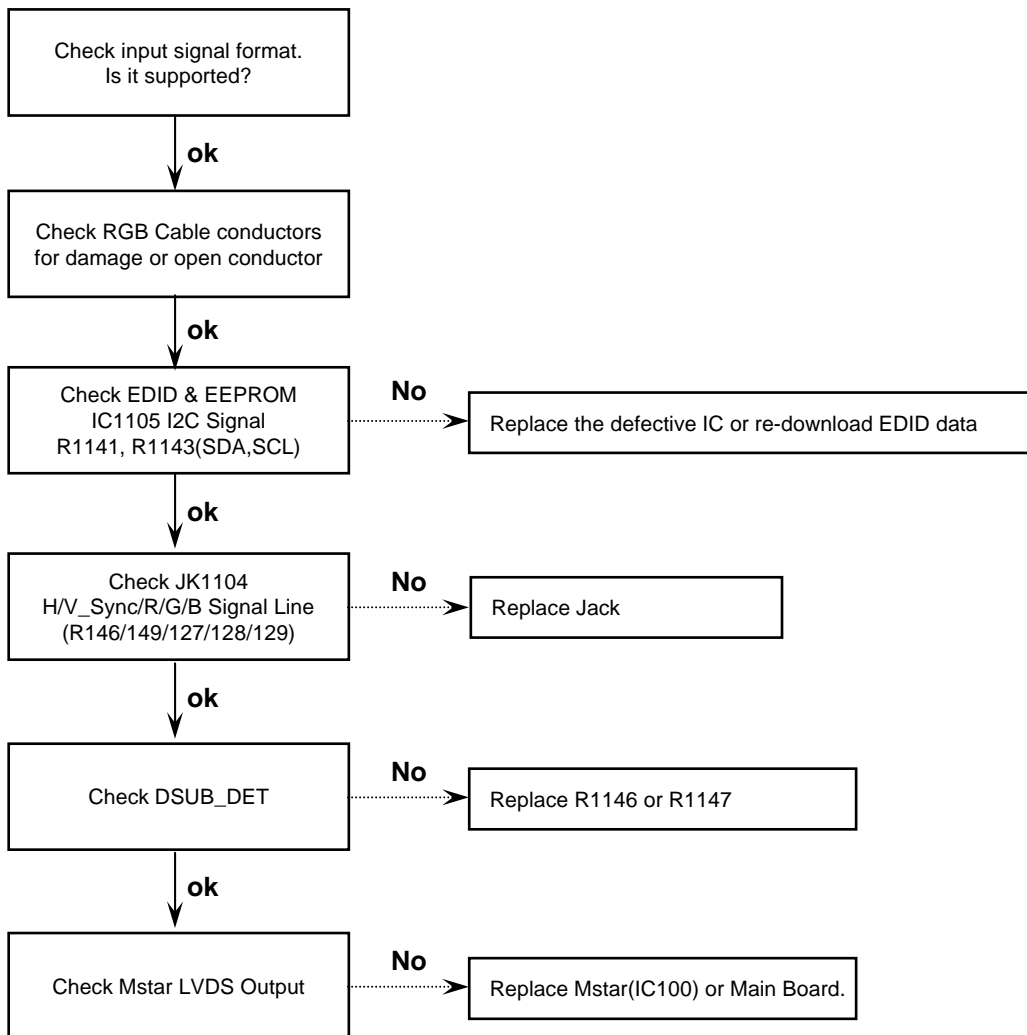 Check input signal format.
Is it supported?
ok
Check RGB Cable conductors
for damage or open conductor
ok
Check EDID & EEPROM
IC1105 I2C Signal
R1141, R1143(SDA,SCL)
No
Replace the defective IC or re-download EDID data
ok
Check JK1104
H/V_Sync/R/G/B Signal Line
(R146/149/127/128/129)
No
Replace Jack
ok
Check DSUB_DET
No
Replace R1146 or R1147
ok
Check Mstar LVDS Output
No
Replace Mstar(IC100) or Main Board.